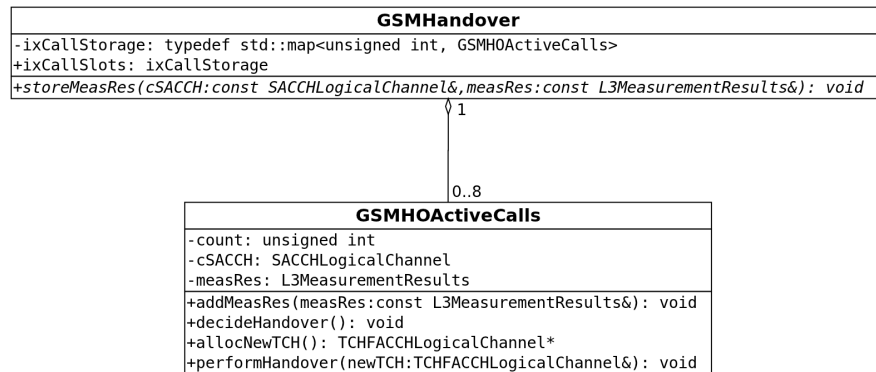 GSMHandover
-ixCallStorage: typedef std::map<unsigned int, GSMHOActiveCalls>
+ixCallSlots: ixCallStorage
+storeMeasRes(cSACCH:const SACCHLogicalChannel&,measRes:const L3MeasurementResults&): void
1
0..8
GSMHOActiveCalls
-count: unsigned int
-cSACCH: SACCHLogicalChannel
-measRes: L3MeasurementResults
+addMeasRes(measRes:const L3MeasurementResults&): void
+decideHandover(): void
+allocNewTCH(): TCHFACCHLogicalChannel*
+performHandover(newTCH:TCHFACCHLogicalChannel&): void